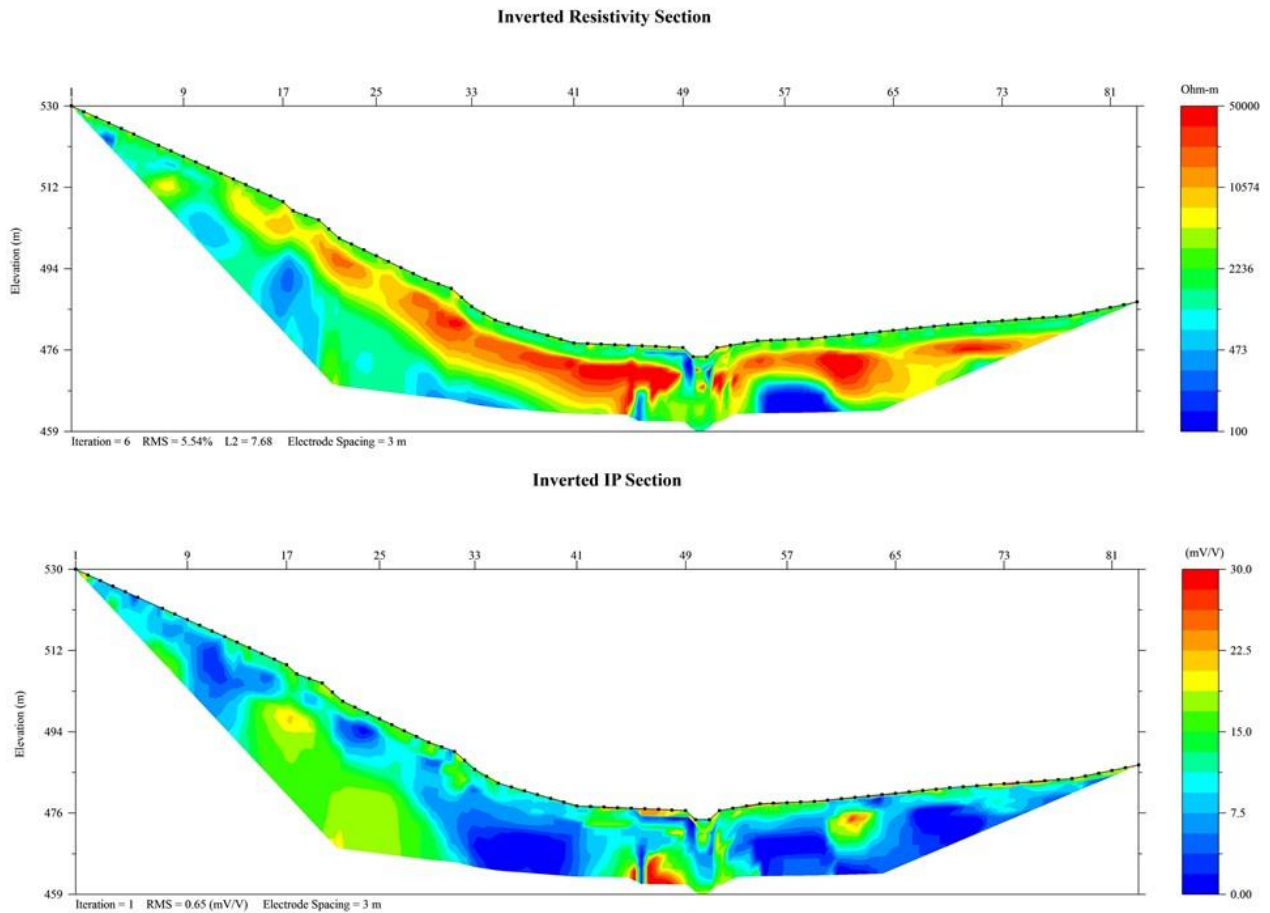 Inverted Resistivity Section
1 9 17 25 33 41 49 57 65 73 81
Ohm-m
530 50000
512 10574
494 2236
476 473
459 100
Elevation (m)
Iteration = 6 RMS = 5.54% L2 = 7.68 Electrode Spacing = 3 m
Inverted IP Section
1 9 17 25 33 41 49 57 65 73 81
(mV/V)
530 30.0
512 22.5
494 15.0
476 7.5
459 0.00
Elevation (m)
Iteration = 1 RMS = 0.65 (mV/V) Electrode Spacing = 3 m